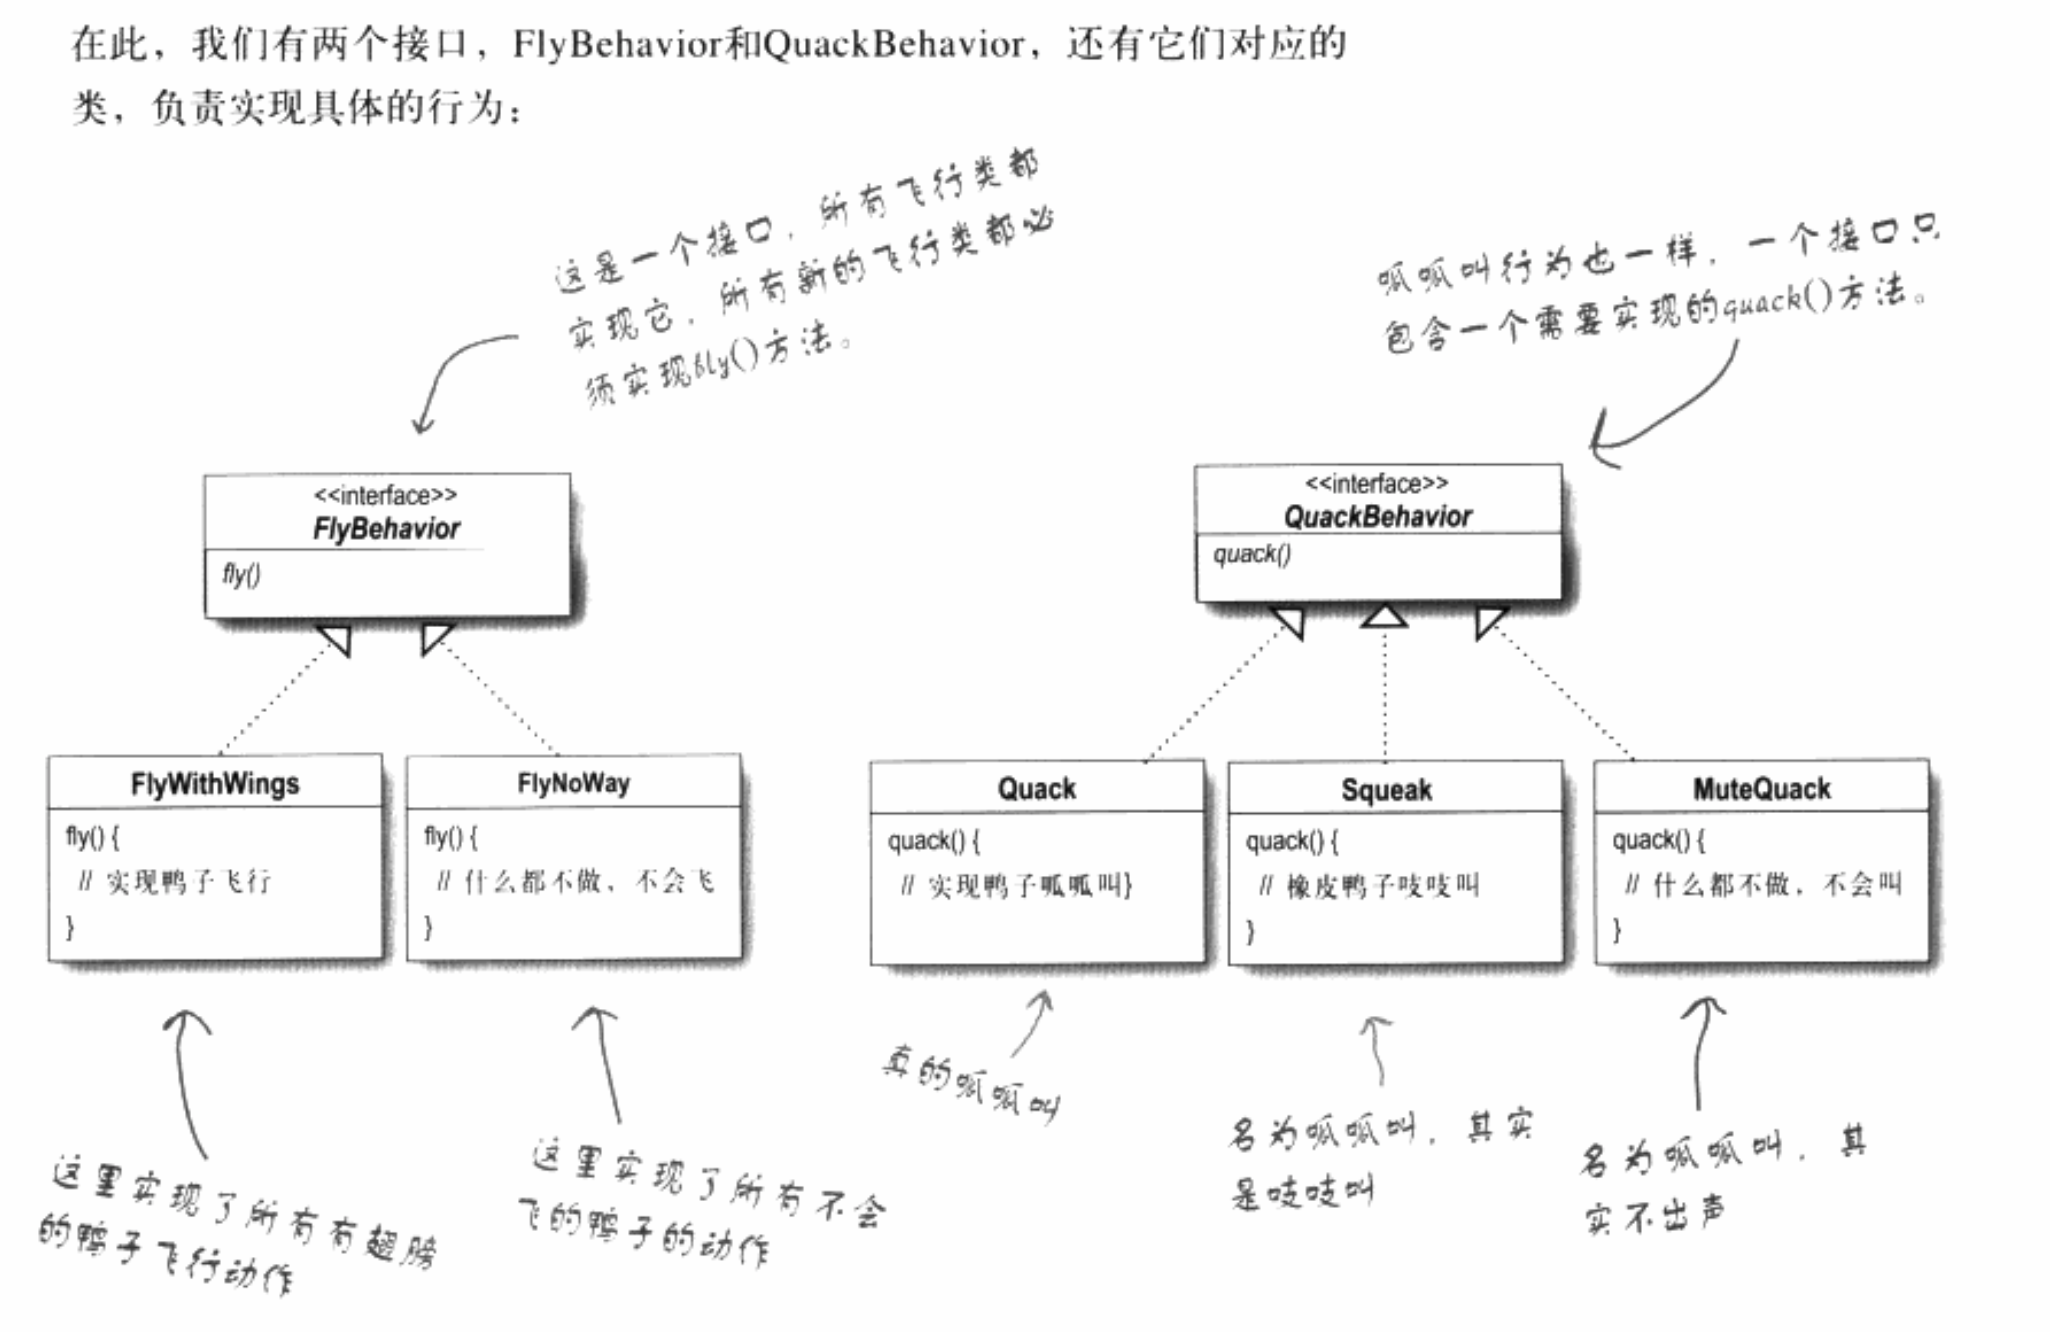 在此，我们有两个接口，FlyBehavior和QuackBehavior，还有它们对应的
类，负责实现具体的行为：
这是一个接口，所有飞行类都
实现它，所有新的飞行类都必
须实现fly()方法。
呱呱叫行为也一样，一个接口只
包含一个需要实现的quack()方法。
<<interface>>
FlyBehavior
fly()
<<interface>>
QuackBehavior
quack()
FlyWithWings
fly() {
// 实现鸭子飞行
}
FlyNoWay
fly() {
// 什么都不做，不会飞
}
Quack
quack() {
// 实现鸭子呱呱叫}
Squeak
quack() {
// 橡皮鸭子吱吱叫
}
MuteQuack
quack() {
// 什么都不做，不会叫
}
这里实现了所有有翅膀
的鸭子飞行动作
这里实现了所有不会
飞的鸭子的动作
真的呱呱叫
名为呱呱叫，其实
是吱吱叫
名为呱呱叫，其
实不出声